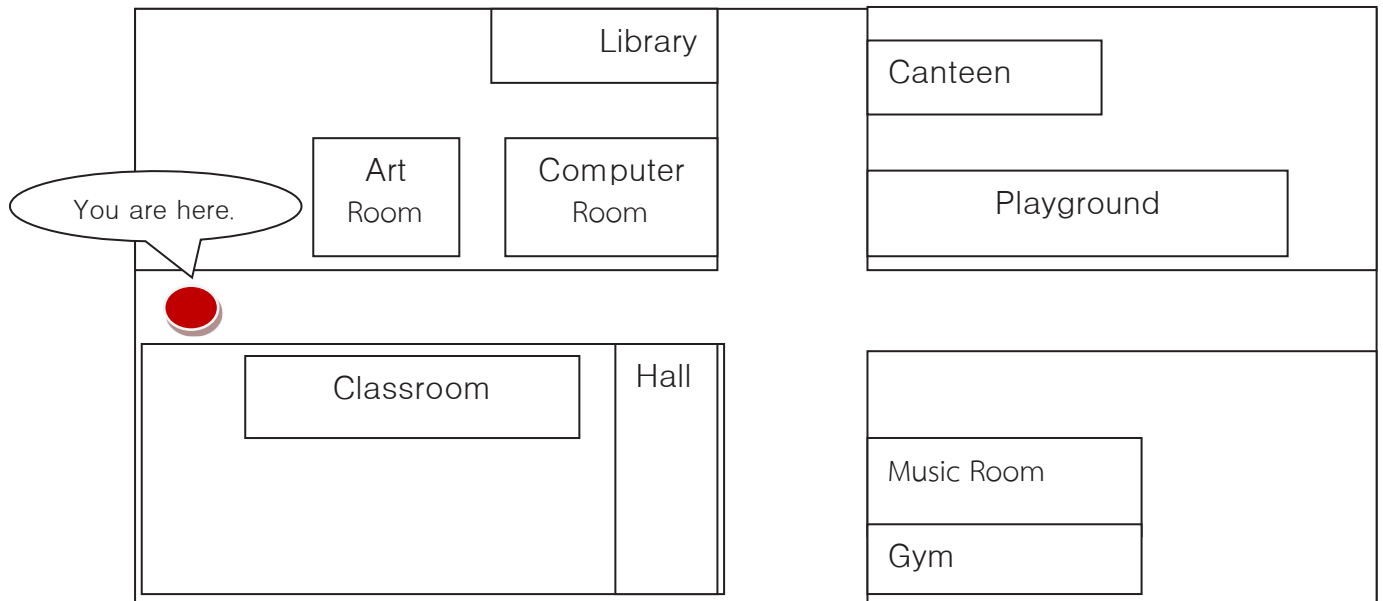 Library
Canteen
Art
Room
Computer
Room
Playground
You are here.
Classroom
Hall
Music Room
Gym